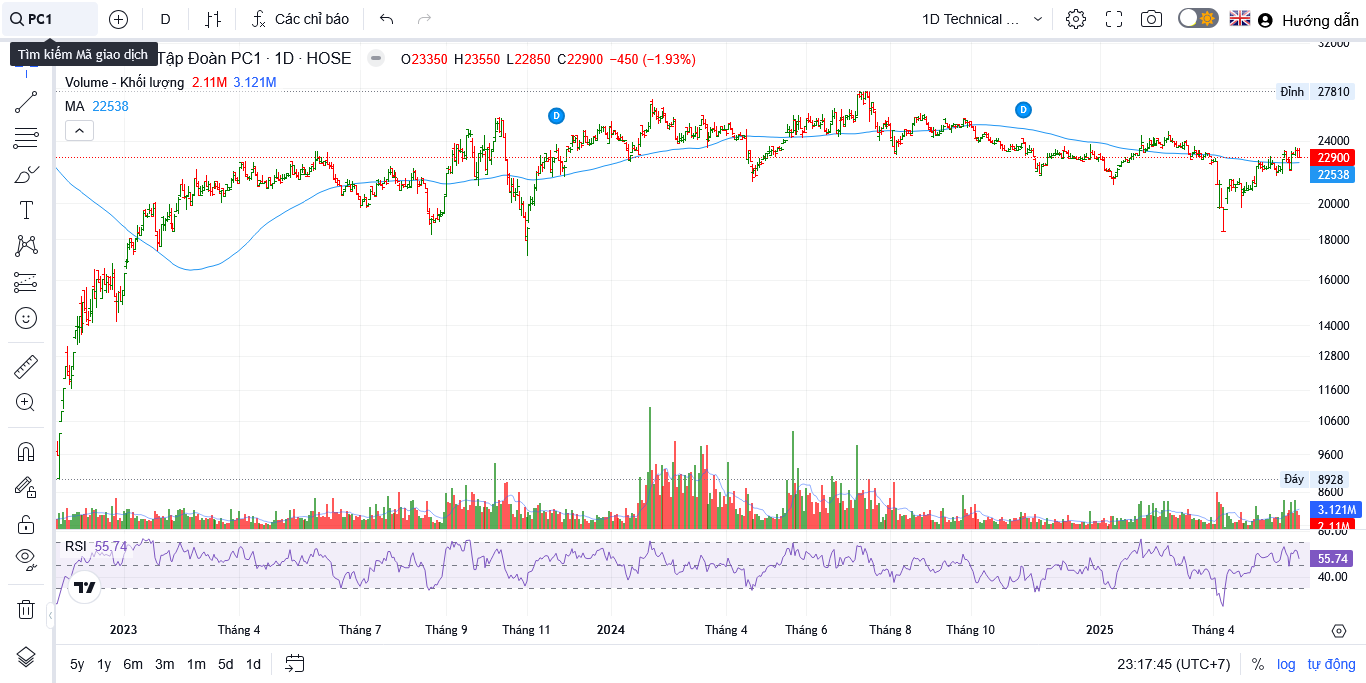 PC1
D
Các chỉ báo
1D Technical ...
Hướng dẫn
Tìm kiếm Mã giao dịch
Tập Đoàn PC1 · 1D · HOSE
O23350 H23550 L22850 C22900 −450 (−1.93%)
Volume - Khối lượng 2.11M 3.121M
MA 22538
D
D
32000
Đỉnh 27810
24000
22900
22538
20000
18000
16000
14000
12800
11600
10600
9600
Đáy 8928
8600
3.121M
2.11M
60.00
RSI 55.74
55.74
40.00
2023 Tháng 4 Tháng 7 Tháng 9 Tháng 11 2024 Tháng 4 Tháng 6 Tháng 8 Tháng 10 2025 Tháng 4
5y 1y 6m 3m 1m 5d 1d
23:17:45 (UTC+7) % log tự động